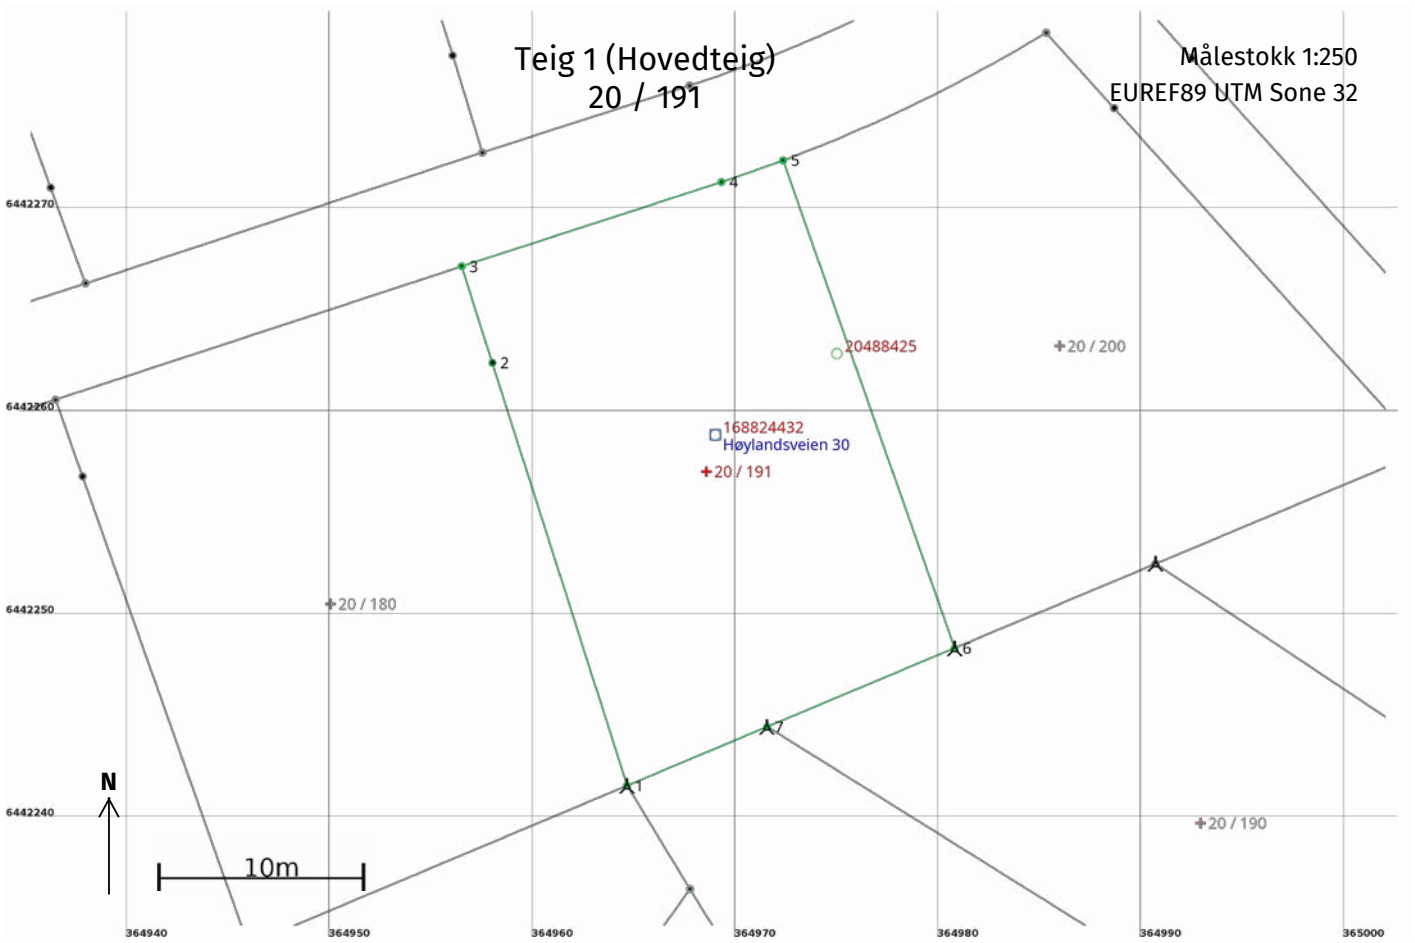 Teig 1 (Hovedteig)
20 / 191
Målestokk 1:250
EUREF89 UTM Sone 32
5
4
6442270
3
2
20488425
20 / 200
6442260
168824432
Høylandsveien 30
20 / 191
6442250
20 / 180
6
7
1
N
6442240
20 / 190
10m
364940
364950
364960
364970
364980
364990
365000